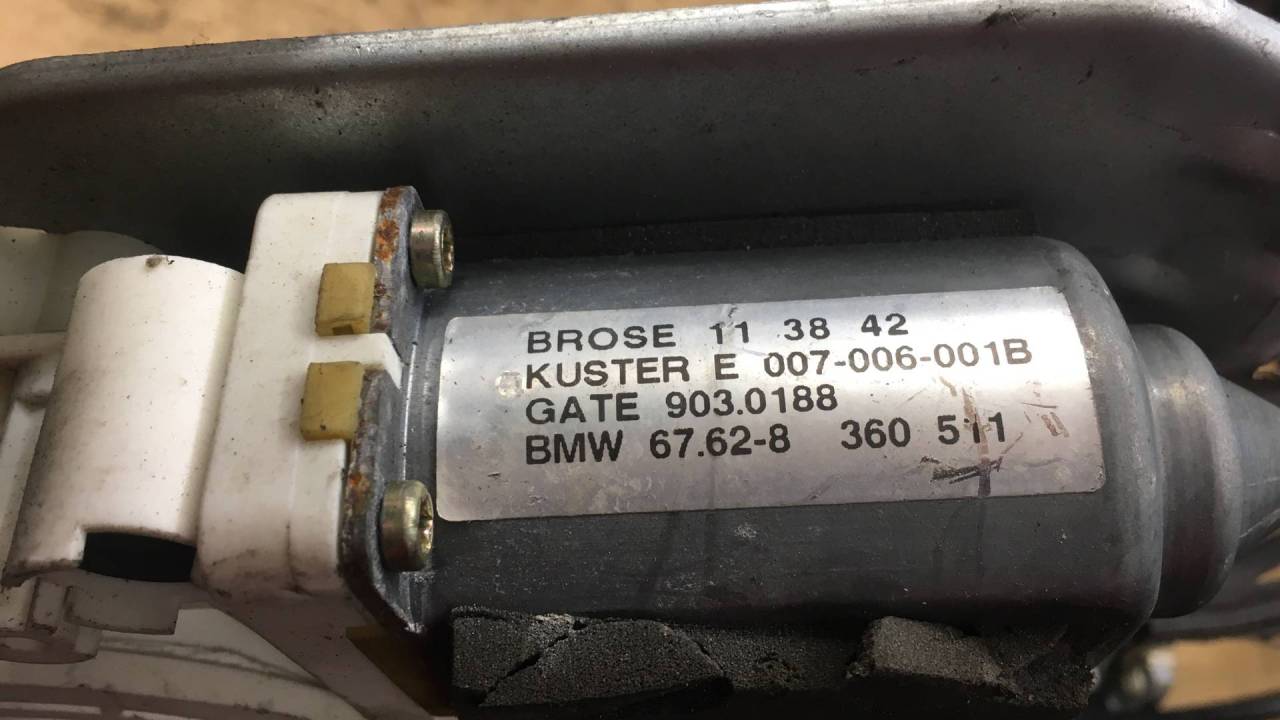 BROSE 11 38 42
KUSTER E 007-006-001B
GATE 903.0188
BMW 67.62-8 360 511